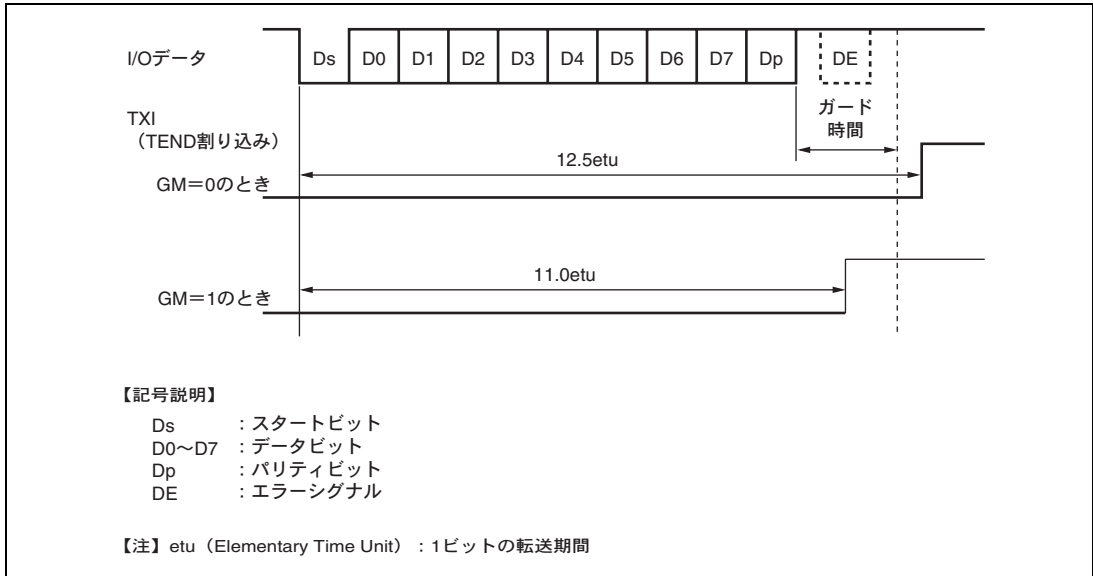 I/Oデータ Ds D0 D1 D2 D3 D4 D5 D6 D7 Dp DE
ガード
時間
TXI
（TEND割り込み）
12.5etu
GM＝0のとき
11.0etu
GM＝1のとき
【記号説明】
Ds ：スタートビット
D0～D7 ：データビット
Dp ：パリティビット
DE ：エラーシグナル
【注】etu（Elementary Time Unit）：1ビットの転送期間